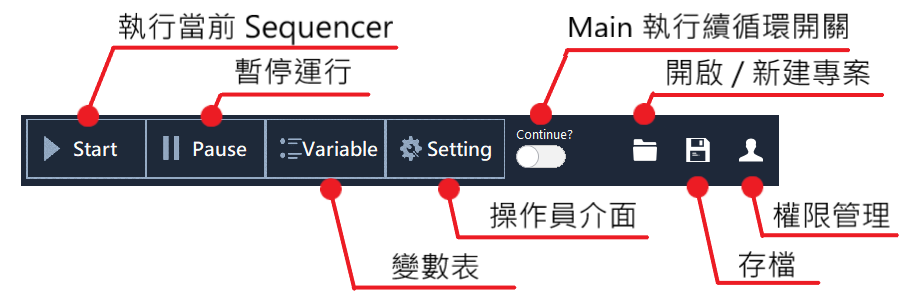 執行當前 Sequencer
Main 執行續循環開關
暫停運行
開啟 / 新建專案
Start
Pause
Variable
Setting
Continue?
操作員介面
權限管理
變數表
存檔